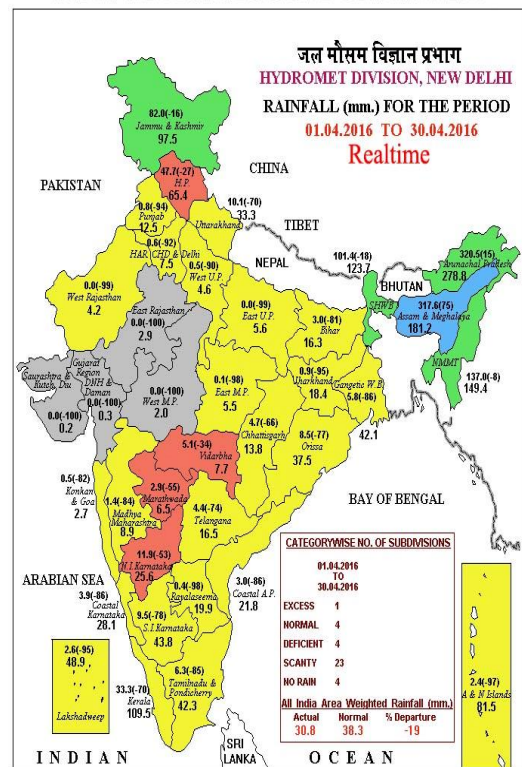 जल मौसम विज्ञान प्रभाग
HYDROMET DIVISION, NEW DELHI
RAINFALL (mm.) FOR THE PERIOD
01.04.2016 TO 30.04.2016
Realtime
82.0(-16)
Jammu & Kashmir
97.5
47.7(-27)
H.P.
65.4
CHINA
PAKISTAN
0.8(-94)
Punjab
12.5
10.1(-70)
33.3
Uttarakhand
TIBET
0.6(-92)
HAR. CHD & Delhi
7.5
0.5(-90)
West U.P.
4.6
NEPAL
101.4(-18)
123.7
SHWB
BHUTAN
320.5(15)
Arunachal Pradesh
278.8
317.6(75)
Assam & Meghalaya
181.2
NMMT
137.0(-8)
149.4
0.0(-99)
West Rajasthan
4.2
East Rajasthan
0.0(-100)
2.9
0.0(-99)
East U.P.
5.6
3.0(-81)
Bihar
16.3
Saurashtra &
Kutch, Diu
0.0(-100)
0.2
Gujarat
Region
DNH &
Daman
0.0(-100)
0.3
0.0(-100)
West M.P.
2.0
0.1(-98)
East M.P.
5.5
0.9(-95)
Jharkhand
18.4
Gangetic W.B.
5.8(-86)
42.1
4.7(-66)
Chhattisgarh
13.8
8.5(-77)
Orissa
37.5
5.1(-34)
Vidarbha
7.7
0.5(-82)
Konkan
& Goa
2.7
1.4(-84)
Madhya
Maharashtra
8.9
2.9(-55)
Marathwada
6.5
4.4(-74)
Telangana
16.5
BAY OF BENGAL
11.9(-53)
N.I.Karnataka
25.6
ARABIAN SEA
3.9(-86)
Coastal
Karnataka
28.1
0.4(-98)
Rayalaseema
19.9
3.0(-86)
Coastal A.P.
21.8
9.5(-78)
S.I.Karnataka
43.8
2.6(-95)
48.9
Lakshadweep
33.3(-70)
Kerala
109.5
6.3(-85)
Tamilnadu &
Pondicherry
42.3
CATEGORYWISE NO. OF SUBDIVISIONS
01.04.2016
TO
30.04.2016
EXCESS 1
NORMAL 4
DEFICIENT 4
SCANTY 23
NO RAIN 4
All India Area Weighted Rainfall (mm.)
Actual Normal % Departure
30.8 38.3 -19
2.4(-97)
A & N Islands
81.5
SRI
LANKA
INDIAN OCEAN